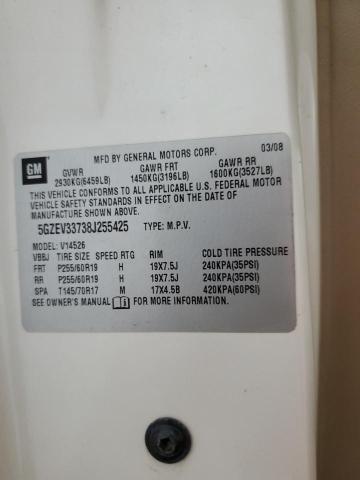 GM
MFD BY GENERAL MOTORS CORP. 03/08
GVWR GAWR FRT GAWR RR
2930KG(6459LB) 1450KG(3196LB) 1600KG(3527LB)
THIS VEHICLE CONFORMS TO ALL APPLICABLE U.S. FEDERAL MOTOR
VEHICLE SAFETY STANDARDS IN EFFECT ON THE DATE OF
MANUFACTURE SHOWN ABOVE.
5GZEV33738J255425 TYPE: M.P.V.
MODEL: V14526
VBBJ TIRE SIZE SPEED RTG RIM COLD TIRE PRESSURE
FRT P255/60R19 H 19X7.5J 240KPA(35PSI)
RR P255/60R19 H 19X7.5J 240KPA(35PSI)
SPA T145/70R17 M 17X4.5B 420KPA(60PSI)
SEE OWNER'S MANUAL FOR MORE INFORMATION.